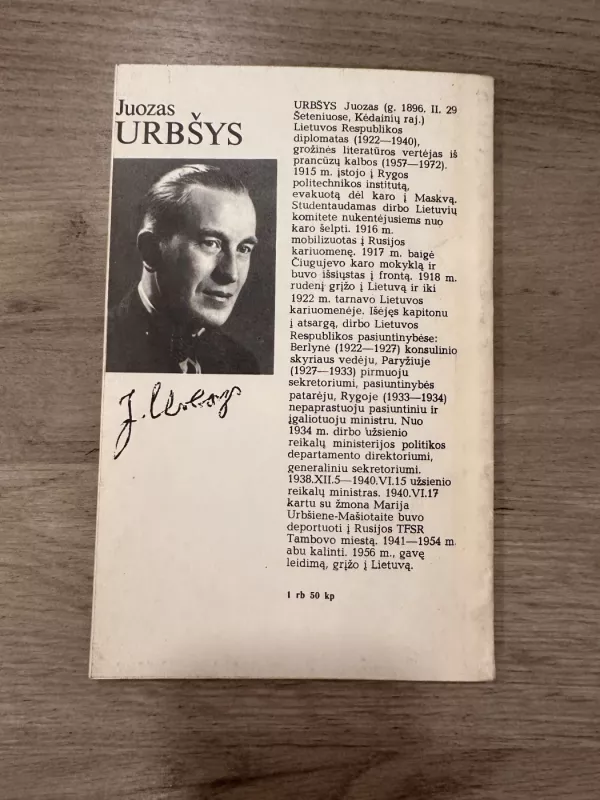 Juozas
URBŠYS
J. Urbšys
URBŠYS Juozas (g. 1896. II. 29
Šeteniuose, Kėdainių raj.)
Lietuvos Respublikos
diplomatas (1922—1940),
grožinės literatūros vertėjas iš
prancūzų kalbos (1957—1972).
1915 m. įstojo į Rygos
politechnikos institutą,
evakuotą dėl karo į Maskvą.
Studentaudamas dirbo Lietuvių
komitete nukentėjusiems nuo
karo šelpti. 1916 m.
mobilizuotas į Rusijos
kariuomenę. 1917 m. baigė
Čiugujevo karo mokyklą ir
buvo išsiųstas į frontą. 1918 m.
rudenį grįžo į Lietuvą ir iki
1922 m. tarnavo Lietuvos
kariuomenėje. Išėjęs kapitonu
į atsargą, dirbo Lietuvos
Respublikos pasiuntinybėse:
Berlynė (1922—1927) konsulinio
skyriaus vedėju, Paryžiuje
(1927—1933) pirmuoju
sekretoriumi, pasiuntinybės
patarėju, Rygoje (1933—1934)
nepaprastuoju pasiuntiniu ir
įgaliotuoju ministru. Nuo
1934 m. dirbo užsienio
reikalų ministerijos politikos
departamento direktoriumi,
generaliniu sekretoriumi.
1938.XII.5—1940.VI.15 užsienio
reikalų ministras. 1940.VI.17
kartu su žmona Marija
Urbšiene-Mašiotaite buvo
deportuoti į Rusijos TFSR
Tambovo miestą. 1941—1954 m.
abu kalinti. 1956 m., gavę
leidimą, grįžo į Lietuvą.
1 rb 50 kp